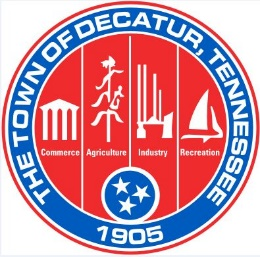 THE TOWN OF DECATUR, TENNESSEE
Commerce Agriculture Industry Recreation
1905